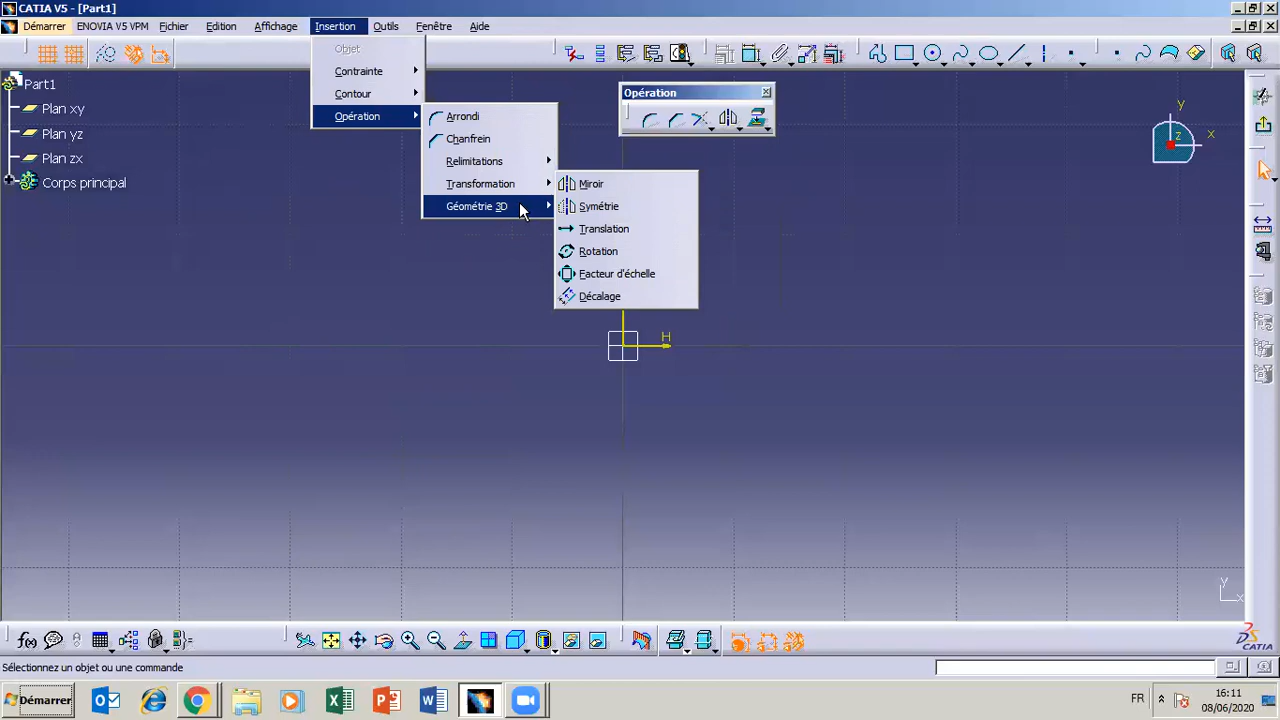 CATIA V5 - [Part1]
Démarrer ENOVIA V5 VPM Fichier Edition Affichage Insertion Outils Fenêtre Aide
Objet
Contrainte
Contour
Opération
Arrondi
Chanfrein
Relimitations
Transformation
Géométrie 3D
Miroir
Symétrie
Translation
Rotation
Facteur d'échelle
Décalage
Opération
Part1
Plan xy
Plan yz
Plan zx
Corps principal
y
x
z
H
y
x
f(x)
CATIA
Sélectionnez un objet ou une commande
Démarrer
FR
16:11
08/06/2020